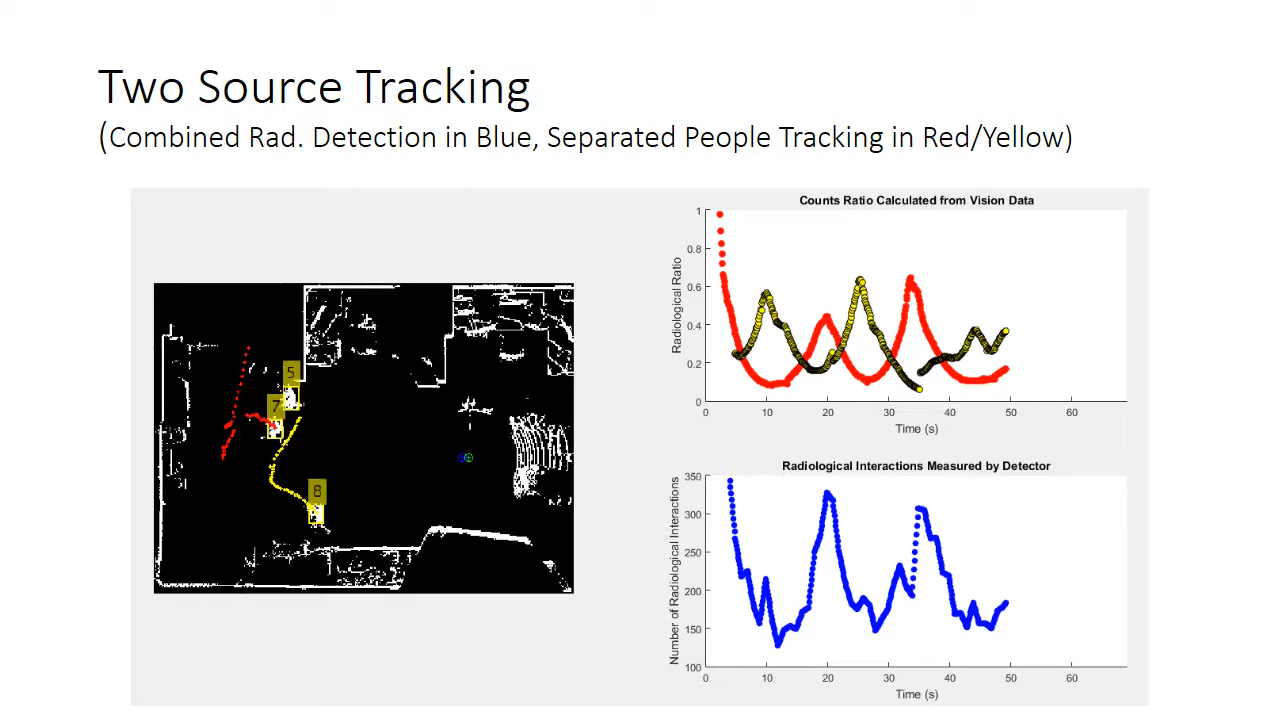 Two Source Tracking
(Combined Rad. Detection in Blue, Separated People Tracking in Red/Yellow)
5
7
8
Counts Ratio Calculated from Vision Data
Radiological Ratio
1
0.8
0.6
0.4
0.2
0
0 10 20 30 40 50 60
Time (s)
Radiological Interactions Measured by Detector
Number of Radiological Interactions
350
300
250
200
150
100
0 10 20 30 40 50 60
Time (s)